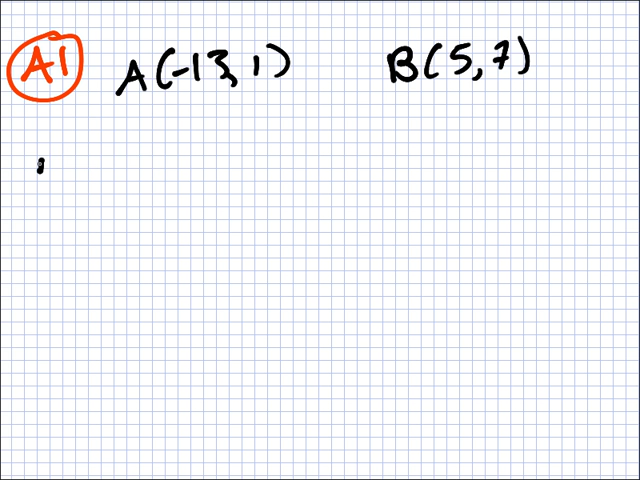 A1 A(-13, 1) B(5, 7)